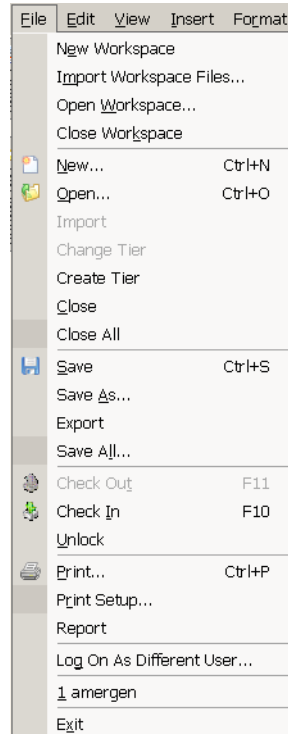 File Edit View Insert Format
New Workspace
Import Workspace Files...
Open Workspace...
Close Workspace
New... Ctrl+N
Open... Ctrl+O
Import
Change Tier
Create Tier
Close
Close All
Save Ctrl+S
Save As...
Export
Save All...
Check Out F11
Check In F10
Unlock
Print... Ctrl+P
Print Setup...
Report
Log On As Different User...
1 amergen
Exit